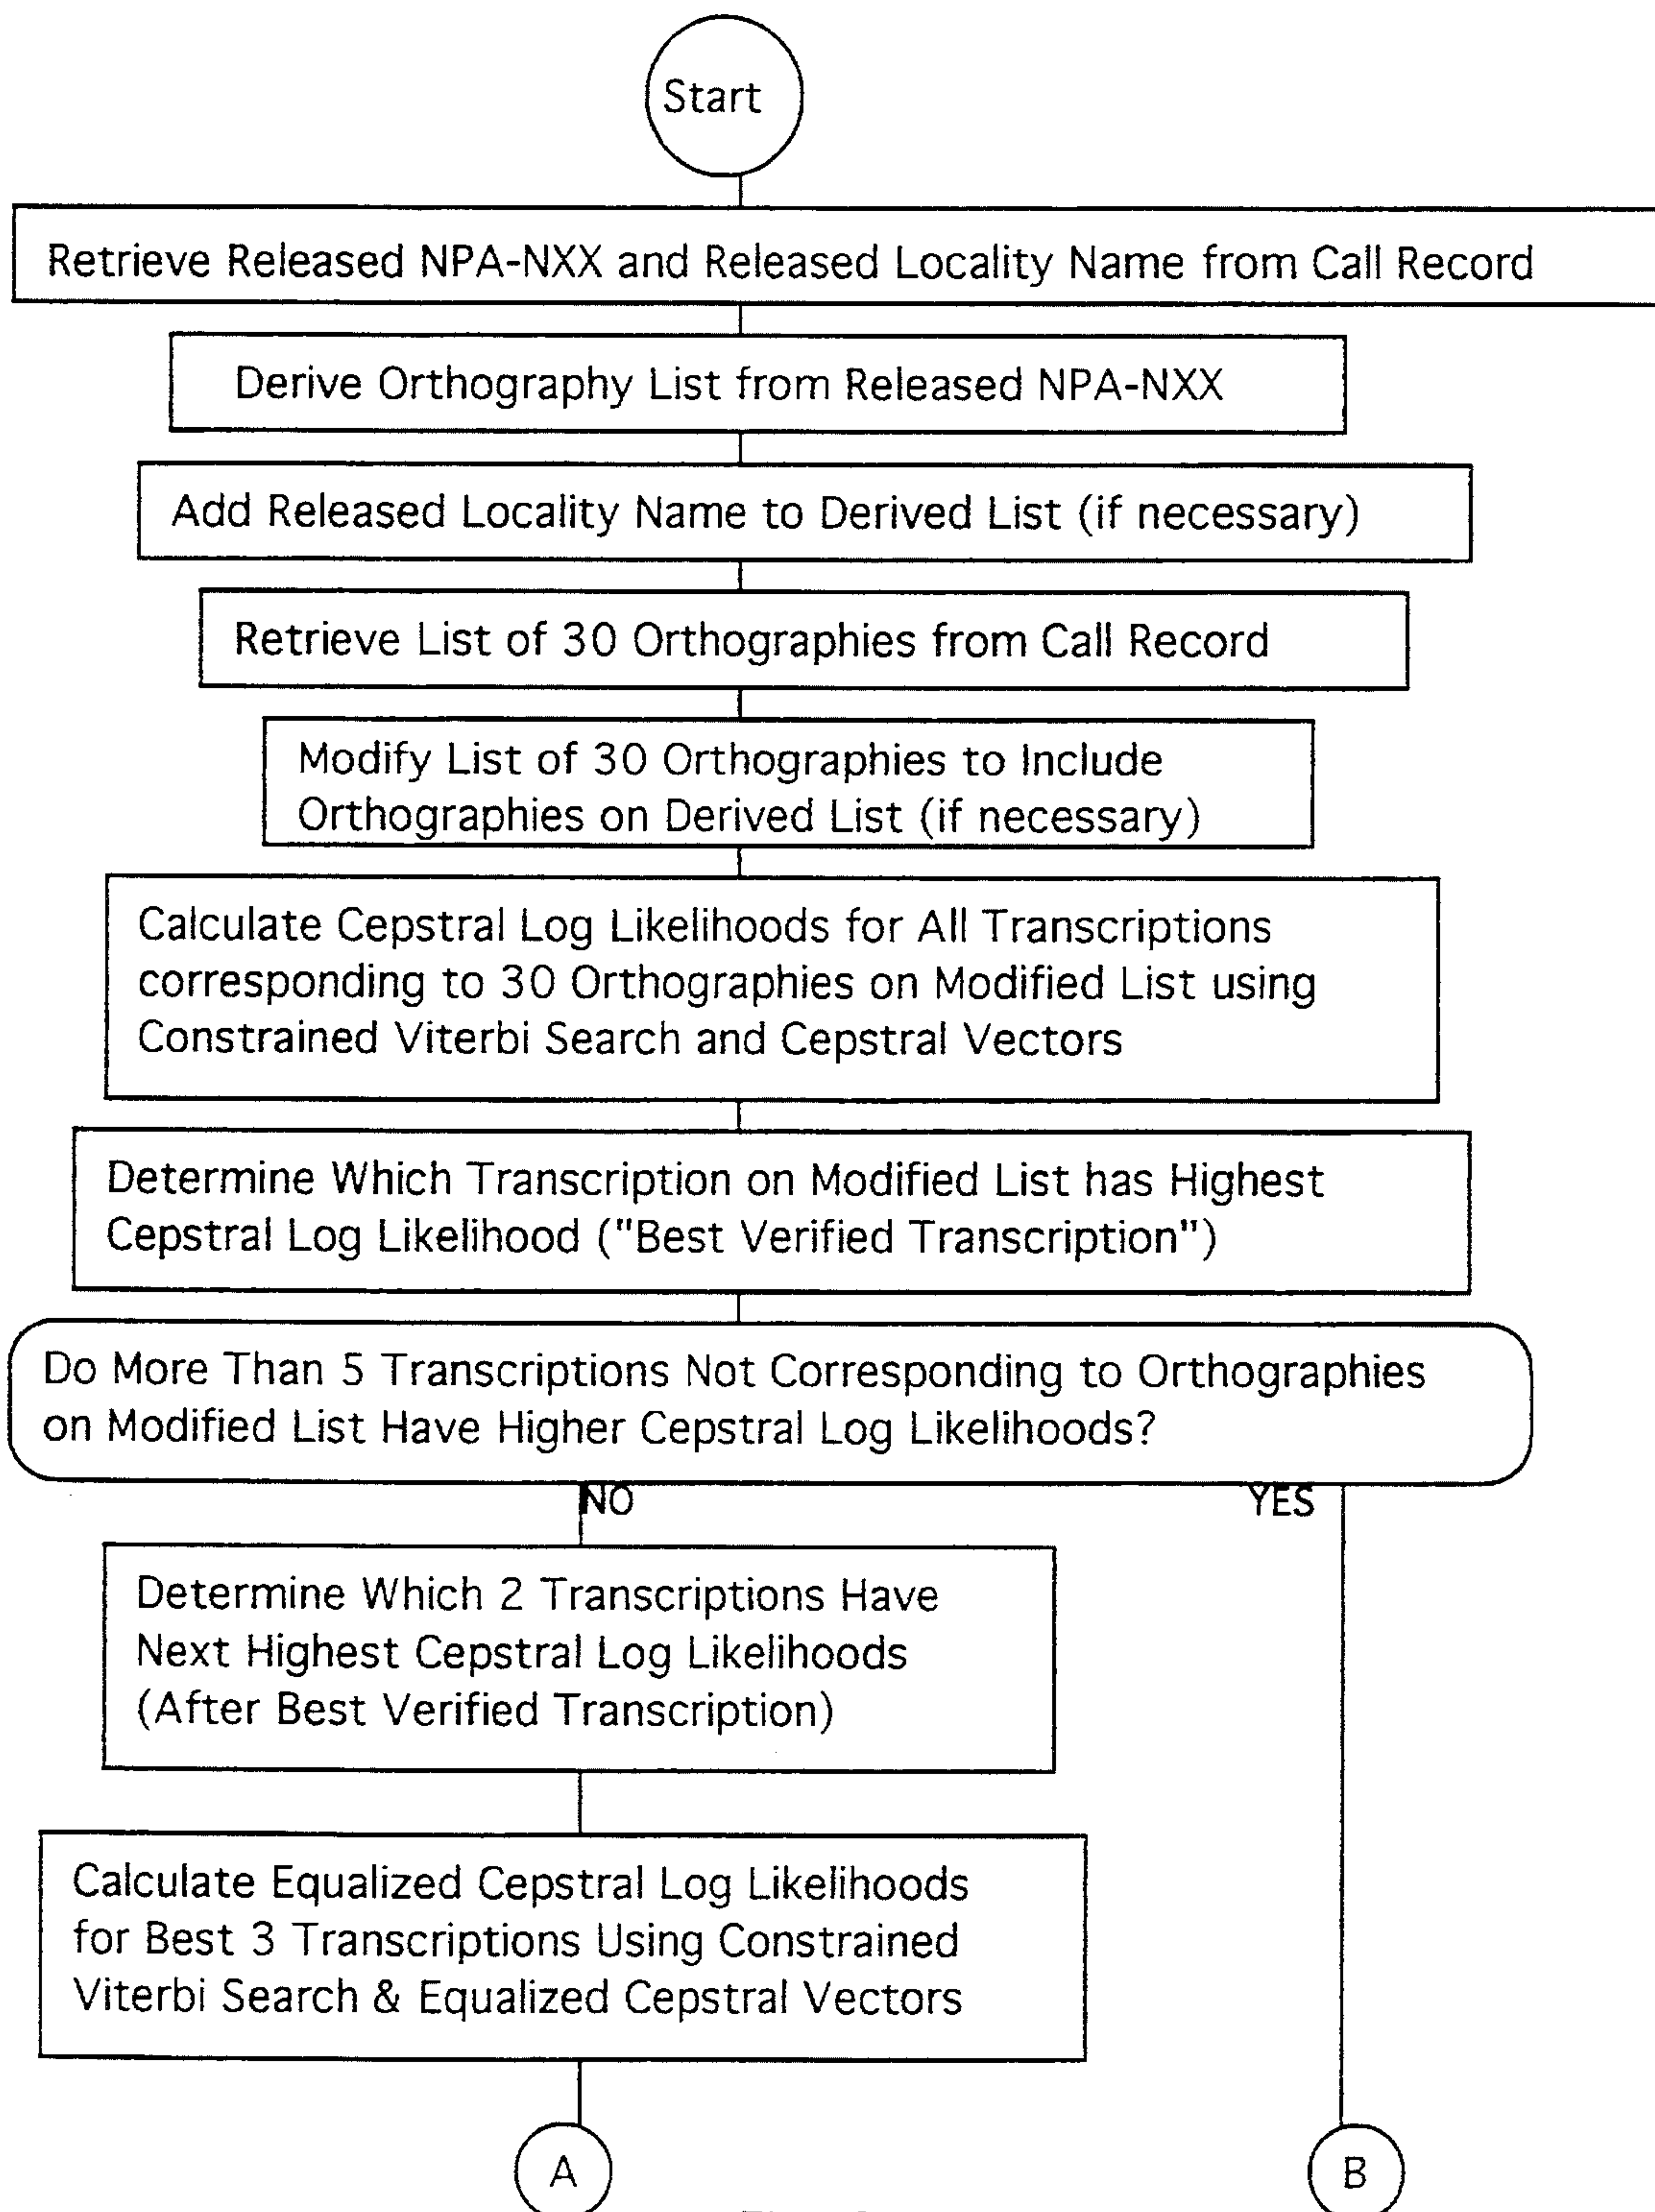 Start
Retrieve Released NPA-NXX and Released Locality Name from Call Record
Derive Orthography List from Released NPA-NXX
Add Released Locality Name to Derived List (if necessary)
Retrieve List of 30 Orthographies from Call Record
Modify List of 30 Orthographies to Include
Orthographies on Derived List (if necessary)
Calculate Cepstral Log Likelihoods for All Transcriptions
corresponding to 30 Orthographies on Modified List using
Constrained Viterbi Search and Cepstral Vectors
Determine Which Transcription on Modified List has Highest
Cepstral Log Likelihood ("Best Verified Transcription")
Do More Than 5 Transcriptions Not Corresponding to Orthographies
on Modified List Have Higher Cepstral Log Likelihoods?
NO YES
Determine Which 2 Transcriptions Have
Next Highest Cepstral Log Likelihoods
(After Best Verified Transcription)
Calculate Equalized Cepstral Log Likelihoods
for Best 3 Transcriptions Using Constrained
Viterbi Search & Equalized Cepstral Vectors
A B